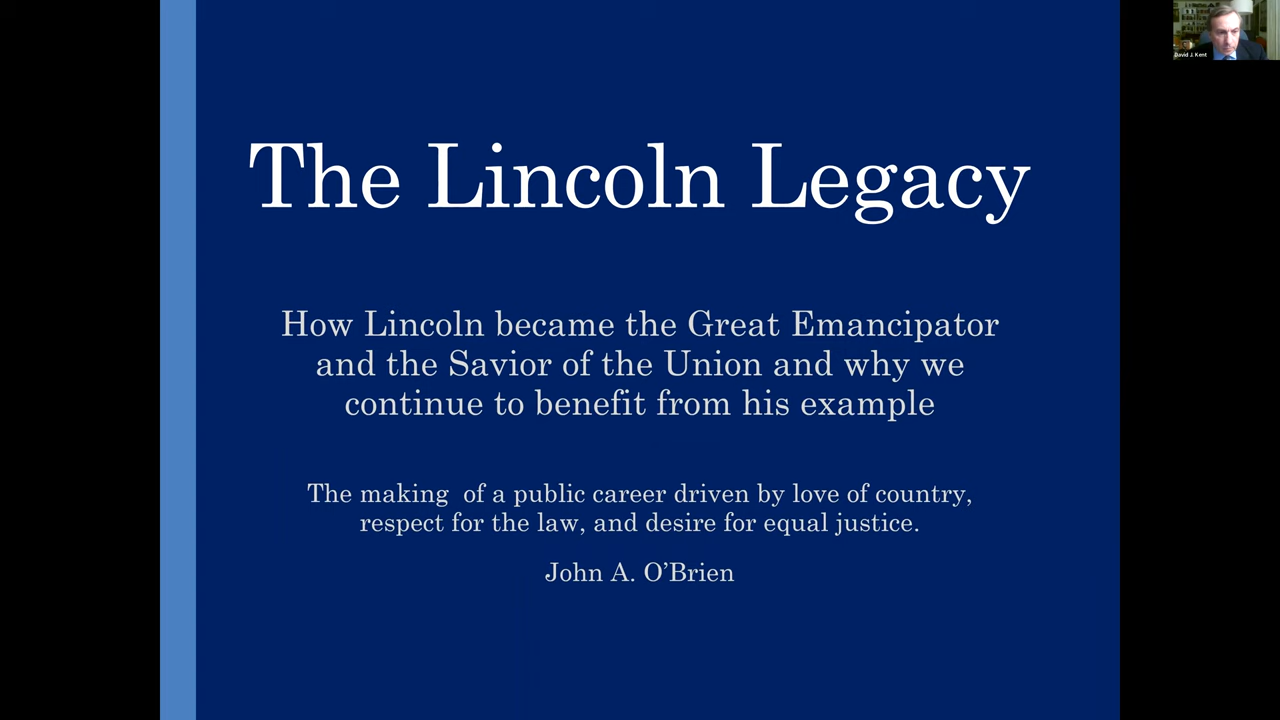 The Lincoln Legacy
How Lincoln became the Great Emancipator
and the Savior of the Union and why we
continue to benefit from his example
The making  of a public career driven by love of country,
respect for the law, and desire for equal justice.
John A. O’Brien
David J. Kent